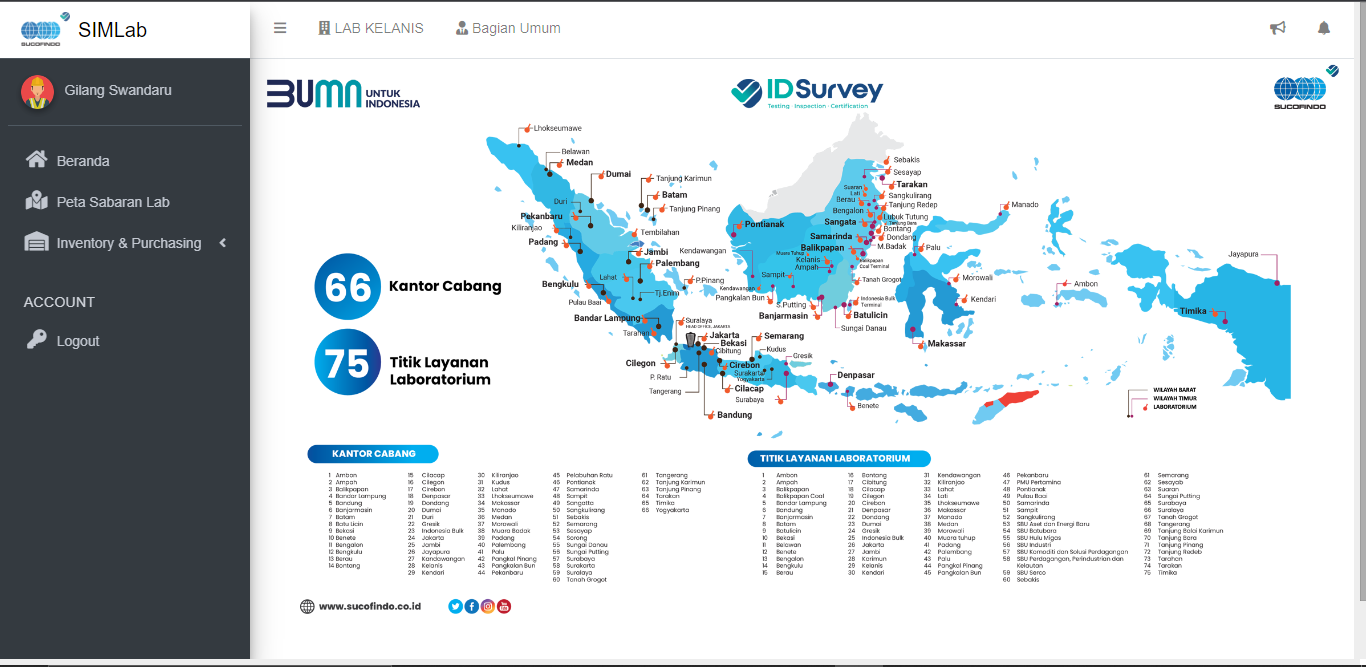 SIMLab
SUCOFINDO
LAB KELANIS
Bagian Umum
Gilang Swandaru
Beranda
Peta Sabaran Lab
Inventory & Purchasing
ACCOUNT
Logout
BUMN UNTUK
INDONESIA
IDSurvey
Testing · Inspection · Certification
SUCOFINDO
66 Kantor Cabang
75 Titik Layanan
Laboratorium
Lhokseumawe
Belawan
Medan
Dumai
Duri
Pekanbaru
Kiliranjao
Padang
Tanjung Karimun
Batam
Tanjung Pinang
Tembilahan
Jambi
Palembang
Lahat
P.Pinang
Bengkulu
Tj.Enim
Pulau Baai
Bandar Lampung
Tarahan
Suralaya
HEAD OFFICE, JAKARTA
Jakarta
Bekasi
Cibitung
Cilegon
Cirebon
P. Ratu
Tangerang
Cilacap
Bandung
Semarang
Kudus
Gresik
Surakarta
Yogyakarta
Surabaya
Denpasar
Benete
Pontianak
Kendawangan
Sebakis
Sesayap
Tarakan
Suaran
Lati
Sangkulirang
Berau
Tanjung Redep
Bengalon
Lubuk Tutung
Tanjung Bara
Sangata
Bontang
Samarinda
Dondang
Balikpapan
M.Badak
Muara Tuhup
Kelanis
Ampah
Balikpapan
Coal Terminal
Sampit
Tanah Grogot
Kendawangan
Pangkalan Bun
S.Putting
Indonesia Bulk
Terminal
Banjarmasin
Batulicin
Sungai Danau
Manado
Palu
Morowali
Kendari
Makassar
Ambon
Jayapura
Timika
WILAYAH BARAT
WILAYAH TIMUR
LABORATORIUM
KANTOR CABANG
1 Ambon
2 Ampah
3 Balikpapan
4 Bandar Lampung
5 Bandung
6 Banjarmasin
7 Batam
8 Batu Licin
9 Bekasi
10 Benete
11 Bengalon
12 Bengkulu
13 Berau
14 Bontang
15 Cilacap
16 Cilegon
17 Cirebon
18 Denpasar
19 Dondang
20 Dumai
21 Duri
22 Gresik
23 Indonesia Bulk
24 Jakarta
25 Jambi
26 Jayapura
27 Kendawangan
28 Kelanis
29 Kendari
30 Kiliranjao
31 Kudus
32 Lahat
33 Lhokseumawe
34 Makassar
35 Manado
36 Medan
37 Morowali
38 Muara Badak
39 Padang
40 Palembang
41 Palu
42 Pangkal Pinang
43 Pangkalan Bun
44 Pekanbaru
45 Pelabuhan Ratu
46 Pontianak
47 Samarinda
48 Sampit
49 Sangatta
50 Sangkulirang
51 Sebakis
52 Semarang
53 Sesayap
54 Sorong
55 Sungai Danau
56 Sungai Putting
57 Surabaya
58 Surakarta
59 Suralaya
60 Tanah Grogot
61 Tangerang
62 Tanjung Karimun
63 Tanjung Pinang
64 Tarakan
65 Timika
66 Yogyakarta
TITIK LAYANAN LABORATORIUM
1 Ambon
2 Ampah
3 Balikpapan
4 Balikpapan Coal
5 Bandar Lampung
6 Bandung
7 Banjarmasin
8 Batam
9 Batulicin
10 Bekasi
11 Belawan
12 Benete
13 Bengalon
14 Bengkulu
15 Berau
16 Bontang
17 Cibitung
18 Cilacap
19 Cilegon
20 Cirebon
21 Denpasar
22 Dondang
23 Dumai
24 Gresik
25 Indonesia Bulk
26 Jakarta
27 Jambi
28 Karimun
29 Kelanis
30 Kendari
31 Kendawangan
32 Kiliranjao
33 Lahat
34 Lati
35 Lhokseumawe
36 Makassar
37 Manado
38 Medan
39 Morowali
40 Muara tuhup
41 Padang
42 Palembang
43 Palu
44 Pangkal Pinang
45 Pangkalan Bun
46 Pekanbaru
47 PMU Pertamina
48 Pontianak
49 Pulau Baai
50 Samarinda
51 Sampit
52 Sangkulirang
53 SBU Aset dan Energi Baru
54 SBU Batubara
55 SBU Hulu Migas
56 SBU Industri
57 SBU Komoditi dan Solusi Perdagangan
58 SBU Perdagangan, Perindustrian dan
Kelautan
59 SBU Serco
60 Sebakis
61 Semarang
62 Sesayab
63 Suaran
64 Sungai Putting
65 Surabaya
66 Suralaya
67 Tanah Grogot
68 Tangerang
69 Tanjung Balai Karimun
70 Tanjung Bara
71 Tanjung Pinang
72 Tanjung Redeb
73 Tarahan
74 Tarakan
75 Timika
www.sucofindo.co.id